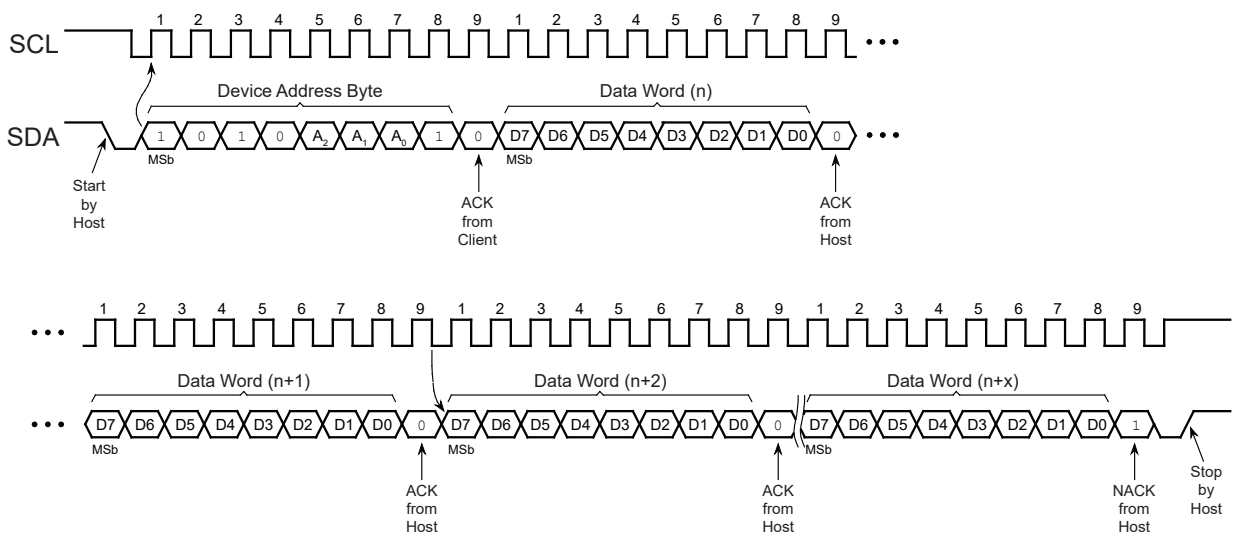 1 2 3 4 5 6 7 8 9 1 2 3 4 5 6 7 8 9
SCL
Device Address Byte Data Word (n)
SDA
1 0 1 0 A2 A1 A0 1 0 D7 D6 D5 D4 D3 D2 D1 D0 0
MSb MSb
Start
by
Host
ACK
from
Client
ACK
from
Host
1 2 3 4 5 6 7 8 9 1 2 3 4 5 6 7 8 9 1 2 3 4 5 6 7 8 9
Data Word (n+1) Data Word (n+2) Data Word (n+x)
D7 D6 D5 D4 D3 D2 D1 D0 0 D7 D6 D5 D4 D3 D2 D1 D0 0 D7 D6 D5 D4 D3 D2 D1 D0 1
MSb MSb MSb
ACK
from
Host
ACK
from
Host
NACK
from
Host
Stop
by
Host